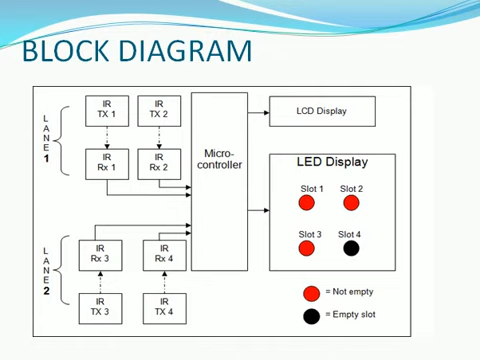 BLOCK DIAGRAM
LANE 1
IR TX 1
IR TX 2
IR Rx 1
IR Rx 2
Micro-
controller
LCD Display
LED Display
Slot 1
Slot 2
Slot 3
Slot 4
LANE 2
IR Rx 3
IR Rx 4
IR TX 3
IR TX 4
= Not empty
= Empty slot